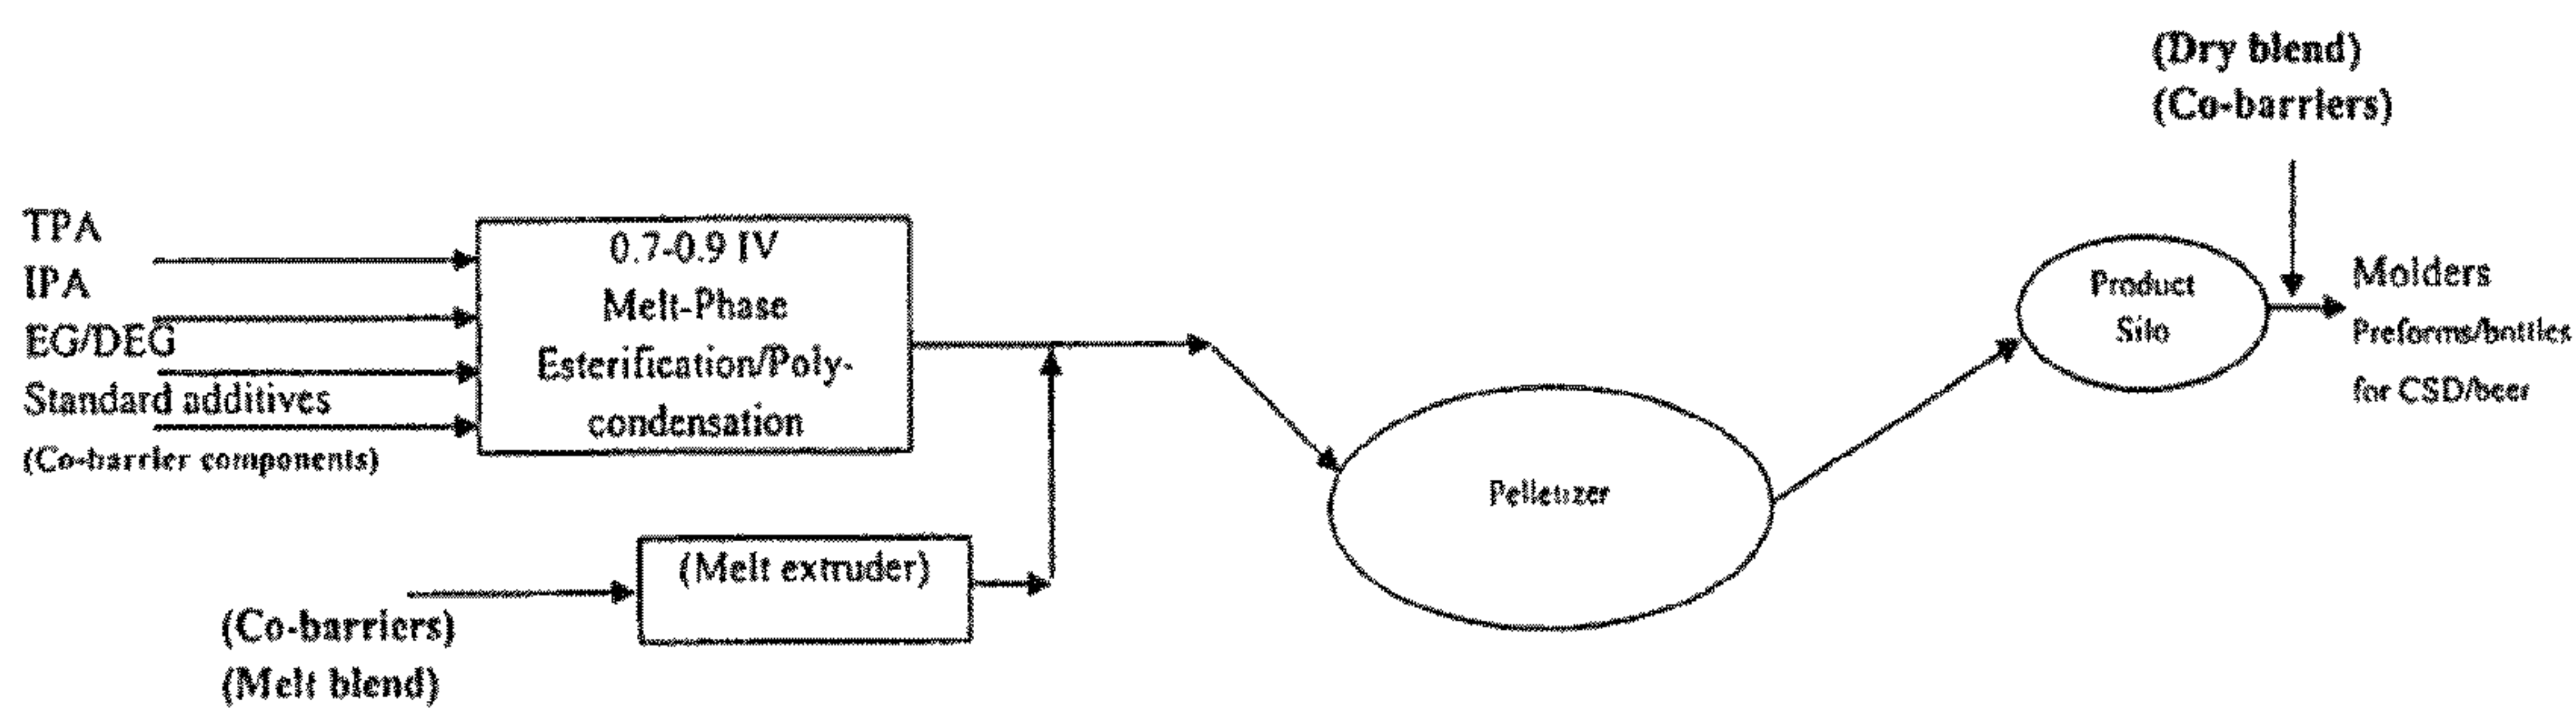 (Dry blend)
(Co-barriers)
TPA
IPA
EG/DEG
Standard additives
(Co-barrier components)
0.7-0.9 IV
Melt-Phase
Esterification/Poly-
condensation
(Melt extruder)
(Co-barriers)
(Melt blend)
Pelletizer
Product
Silo
Molders
Preforms/bottles
for CSD/beer